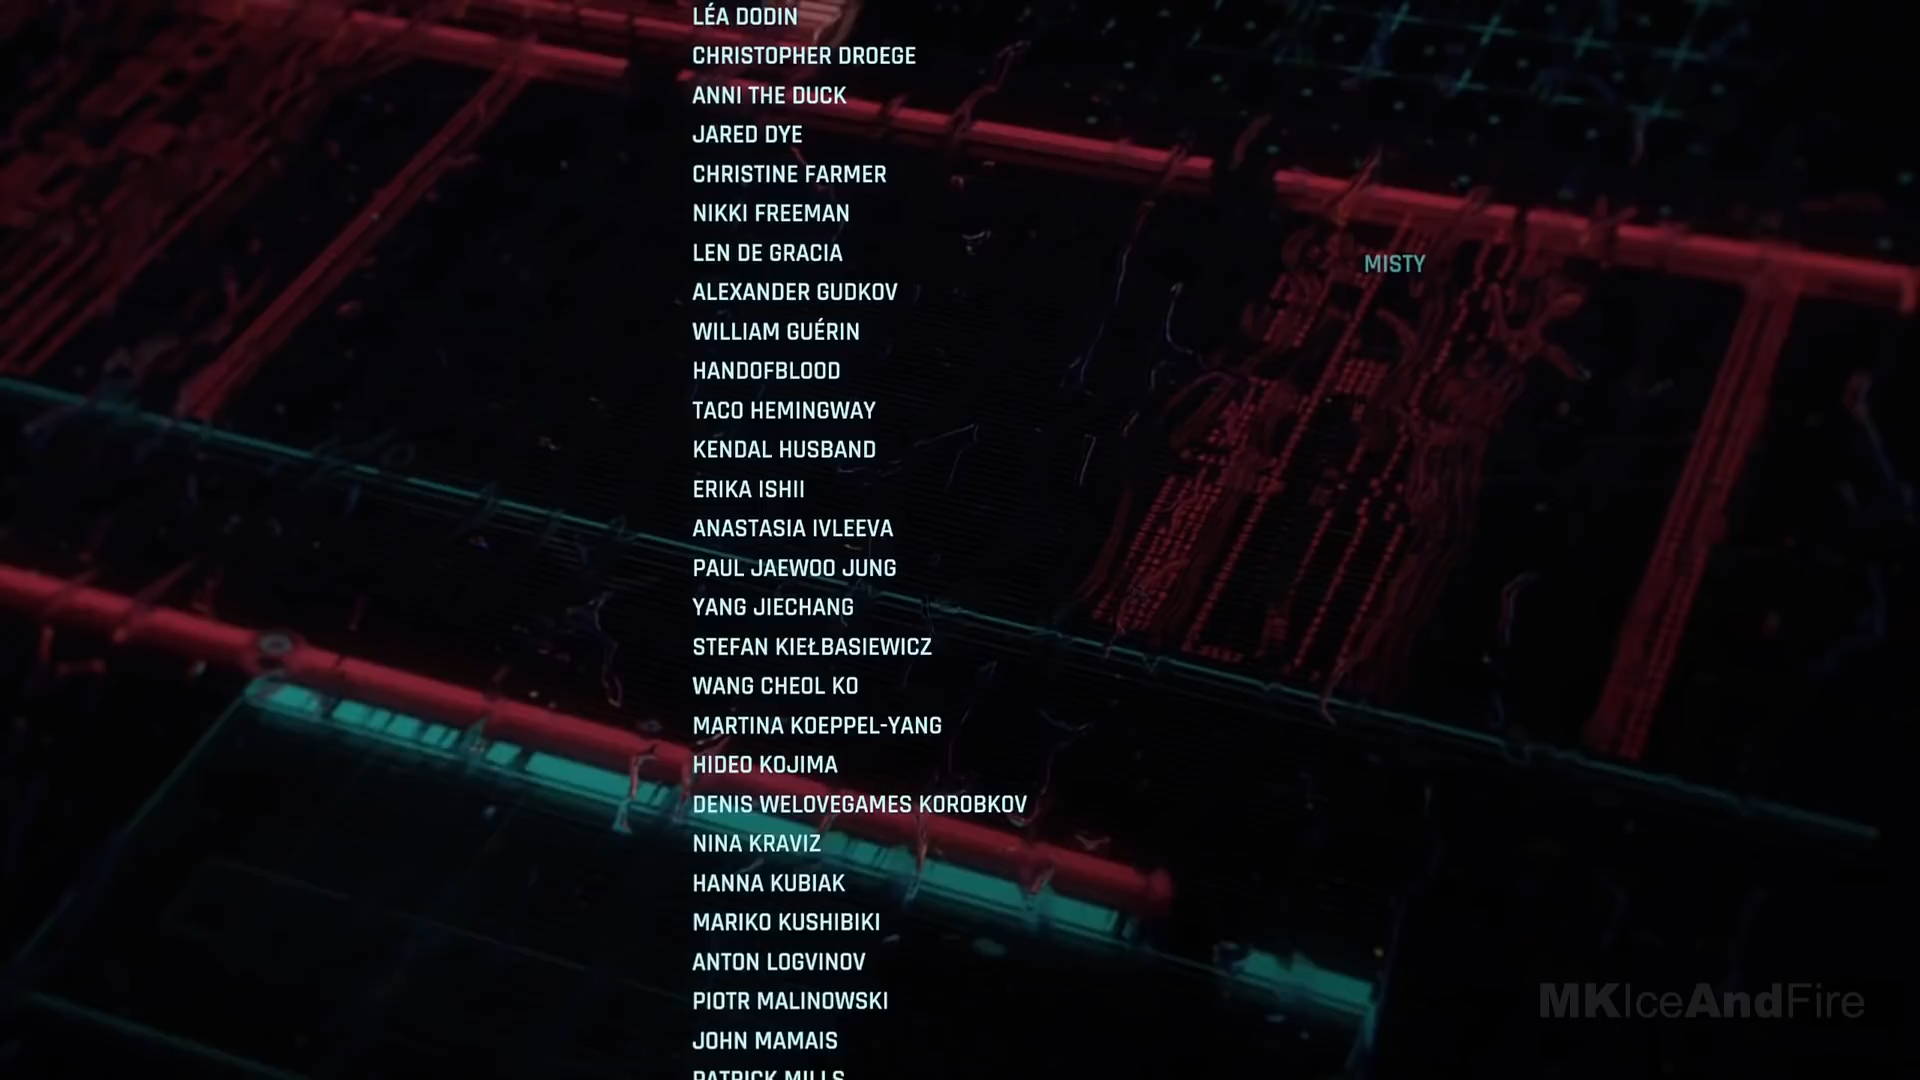 LÉA DODIN
CHRISTOPHER DROEGE
ANNI THE DUCK
JARED DYE
CHRISTINE FARMER
NIKKI FREEMAN
LEN DE GRACIA
MISTY
ALEXANDER GUDKOV
WILLIAM GUÉRIN
HANDOFBLOOD
TACO HEMINGWAY
KENDAL HUSBAND
ERIKA ISHII
ANASTASIA IVLEEVA
PAUL JAEWOO JUNG
YANG JIECHANG
STEFAN KIEŁBASIEWICZ
WANG CHEOL KO
MARTINA KOEPPEL-YANG
HIDEO KOJIMA
DENIS WELOVEGAMES KOROBKOV
NINA KRAVIZ
HANNA KUBIAK
MARIKO KUSHIBIKI
ANTON LOGVINOV
PIOTR MALINOWSKI
MKIceAndFire
JOHN MAMAIS
PATRICK MILLS